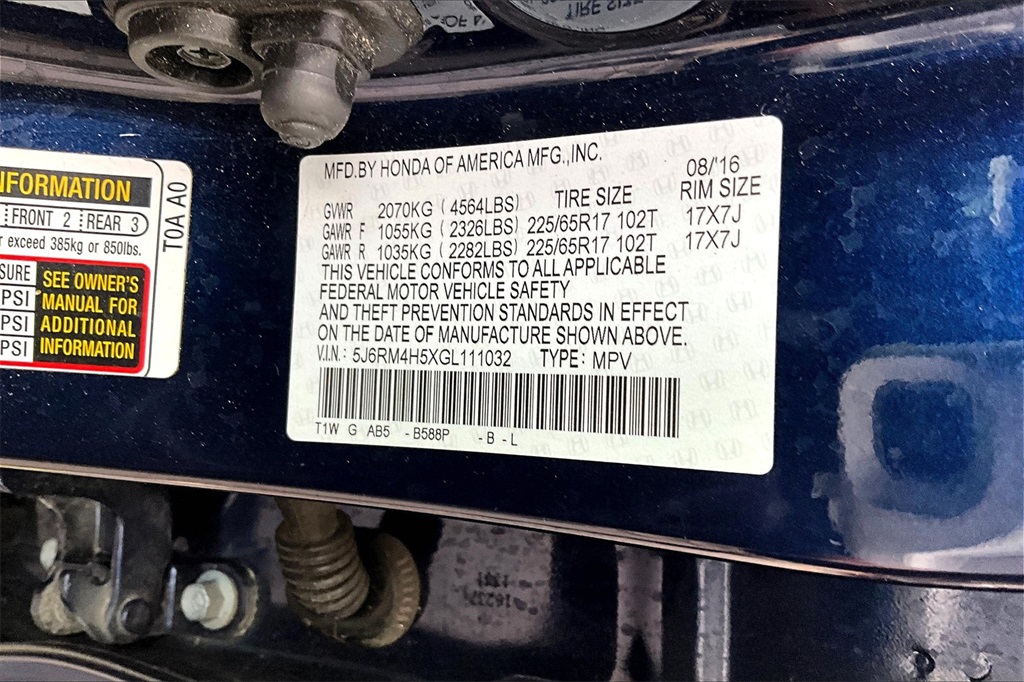 TIRE SIZE
NFORMATION
FRONT 2 REAR 3
exceed 385kg or 850lbs.
SURE
PSI
PSI
PSI
SEE OWNER'S
MANUAL FOR
ADDITIONAL
INFORMATION
TOA A0
MFD.BY HONDA OF AMERICA MFG.,INC. 08/'16
GVWR 2070KG (4564LBS) TIRE SIZE RIM SIZE
GAWR F 1055KG (2326LBS) 225/65R17 102T 17X7J
GAWR R 1035KG (2282LBS) 225/65R17 102T 17X7J
THIS VEHICLE CONFORMS TO ALL APPLICABLE
FEDERAL MOTOR VEHICLE SAFETY
AND THEFT PREVENTION STANDARDS IN EFFECT
ON THE DATE OF MANUFACTURE SHOWN ABOVE.
V.I.N.: 5J6RM4H5XGL111032 TYPE: MPV
T1W G AB5 -B588P -B-L